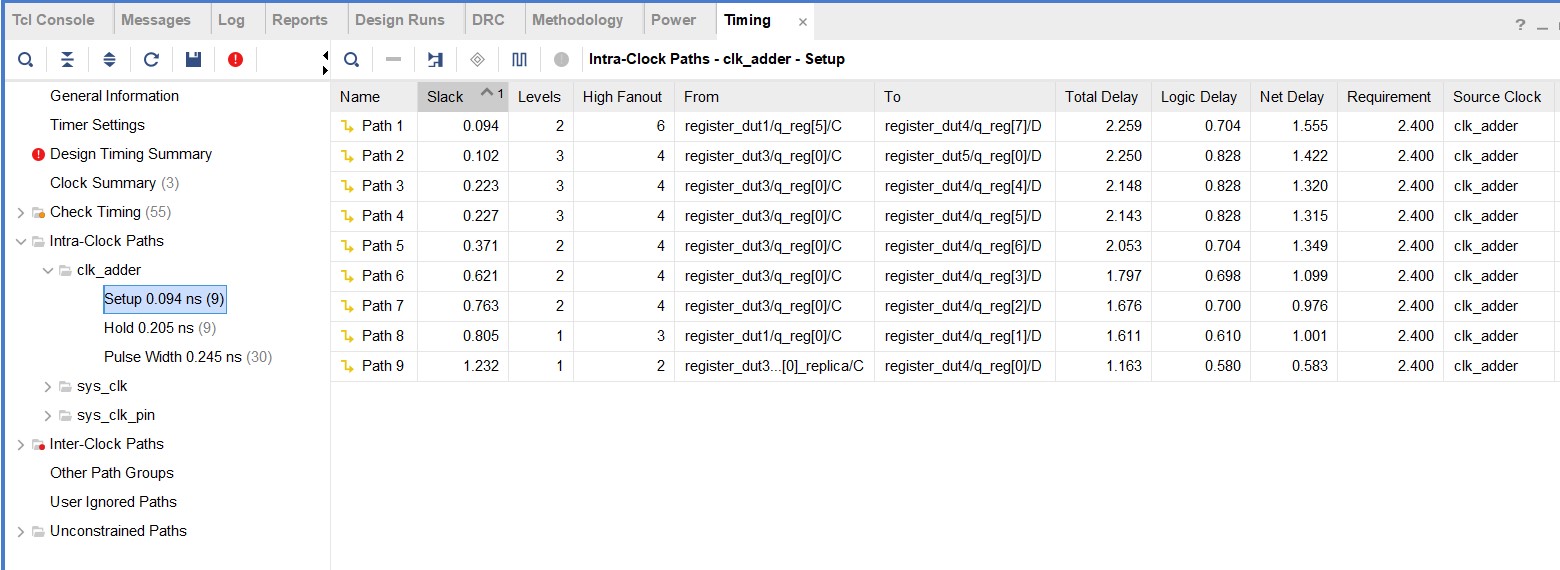 Tcl Console Messages Log Reports Design Runs DRC Methodology Power Timing × ? _
Intra-Clock Paths - clk_adder - Setup
General Information
Timer Settings
Design Timing Summary
Clock Summary (3)
Check Timing (55)
Intra-Clock Paths
clk_adder
Setup 0.094 ns (9)
Hold 0.205 ns (9)
Pulse Width 0.245 ns (30)
sys_clk
sys_clk_pin
Inter-Clock Paths
Other Path Groups
User Ignored Paths
Unconstrained Paths
Name Slack 1 Levels High Fanout From To Total Delay Logic Delay Net Delay Requirement Source Clock
Path 1 0.094 2 6 register_dut1/q_reg[5]/C register_dut4/q_reg[7]/D 2.259 0.704 1.555 2.400 clk_adder
Path 2 0.102 3 4 register_dut3/q_reg[0]/C register_dut5/q_reg[0]/D 2.250 0.828 1.422 2.400 clk_adder
Path 3 0.223 3 4 register_dut3/q_reg[0]/C register_dut4/q_reg[4]/D 2.148 0.828 1.320 2.400 clk_adder
Path 4 0.227 3 4 register_dut3/q_reg[0]/C register_dut4/q_reg[5]/D 2.143 0.828 1.315 2.400 clk_adder
Path 5 0.371 2 4 register_dut3/q_reg[0]/C register_dut4/q_reg[6]/D 2.053 0.704 1.349 2.400 clk_adder
Path 6 0.621 2 4 register_dut3/q_reg[0]/C register_dut4/q_reg[3]/D 1.797 0.698 1.099 2.400 clk_adder
Path 7 0.763 2 4 register_dut3/q_reg[0]/C register_dut4/q_reg[2]/D 1.676 0.700 0.976 2.400 clk_adder
Path 8 0.805 1 3 register_dut1/q_reg[0]/C register_dut4/q_reg[1]/D 1.611 0.610 1.001 2.400 clk_adder
Path 9 1.232 1 2 register_dut3...[0]_replica/C register_dut4/q_reg[0]/D 1.163 0.580 0.583 2.400 clk_adder